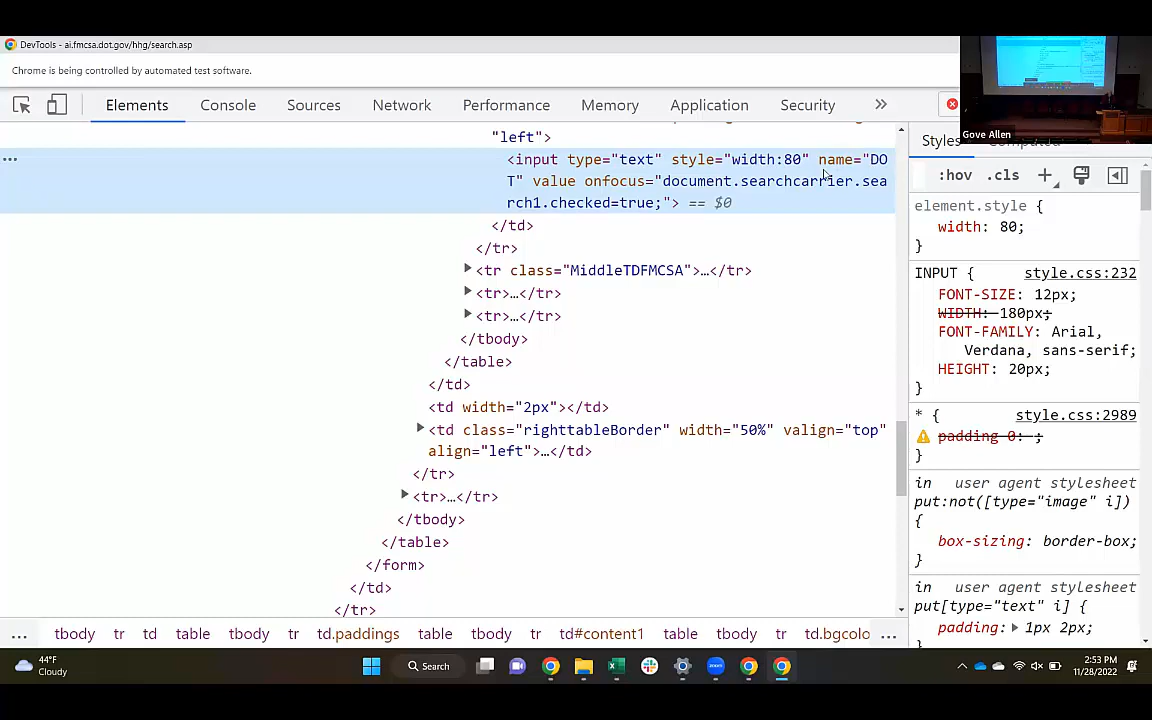 DevTools - ai.fmcsa.dot.gov/hhg/search.asp
Chrome is being controlled by automated test software.
Elements Console Sources Network Performance Memory Application Security »
Gove Allen
"left">
<input type="text" style="width:80" name="DO
T" value onfocus="document.searchcarrier.sea
rch1.checked=true;"> == $0
</td>
</tr>
<tr class="MiddleTDFMCSA">…</tr>
<tr>…</tr>
<tr>…</tr>
</tbody>
</table>
</td>
<td width="2px"></td>
<td class="righttableBorder" width="50%" valign="top"
align="left">…</td>
</tr>
<tr>…</tr>
</tbody>
</table>
</form>
</td>
</tr>
... tbody tr td table tbody tr td.paddings table tbody tr td#content1 table tbody tr td.bgcolo ...
Styles
:hov .cls +
element.style {
width: 80;
}
INPUT { style.css:232
FONT-SIZE: 12px;
WIDTH: 180px;
FONT-FAMILY: Arial,
Verdana, sans-serif;
HEIGHT: 20px;
}
* { style.css:2989
padding 0: ;
}
in user agent stylesheet
put:not([type="image" i])
{
box-sizing: border-box;
}
in user agent stylesheet
put[type="text" i] {
padding: 1px 2px;
44°F
Cloudy
Search
2:53 PM
11/28/2022